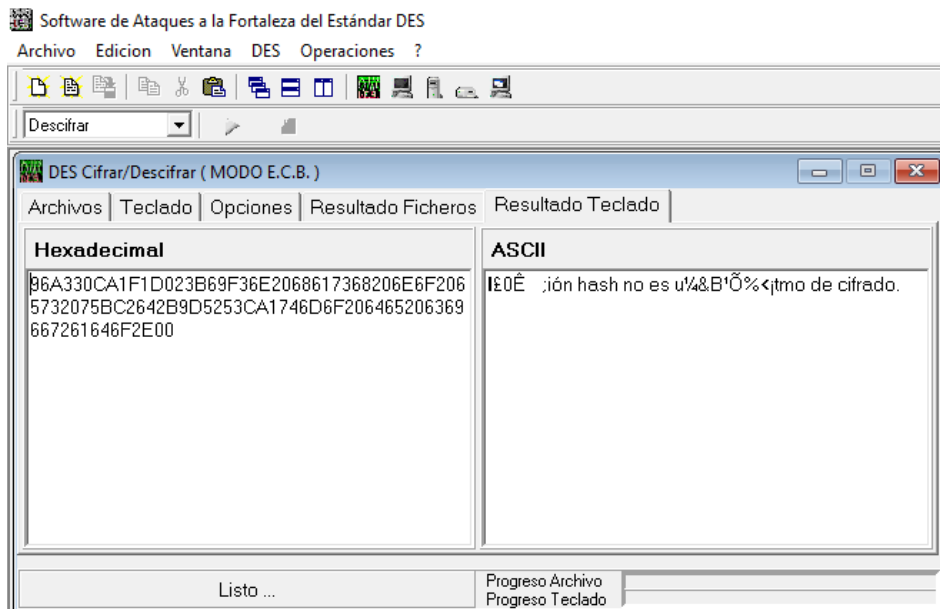 Software de Ataques a la Fortaleza del Estándar DES
Archivo Edicion Ventana DES Operaciones ?
Descifrar
DES Cifrar/Descifrar ( MODO E.C.B. )
Archivos Teclado Opciones Resultado Ficheros Resultado Teclado
Hexadecimal
96A330CA1F1D023B69F36E2068617368206E6F206
5732075BC2642B9D5253CA1746D6F206465206369
667261646F2E00
ASCII
I£0Ê ;ión hash no es u¼&B¹Õ%<¡tmo de cifrado.
Listo ...
Progreso Archivo
Progreso Teclado